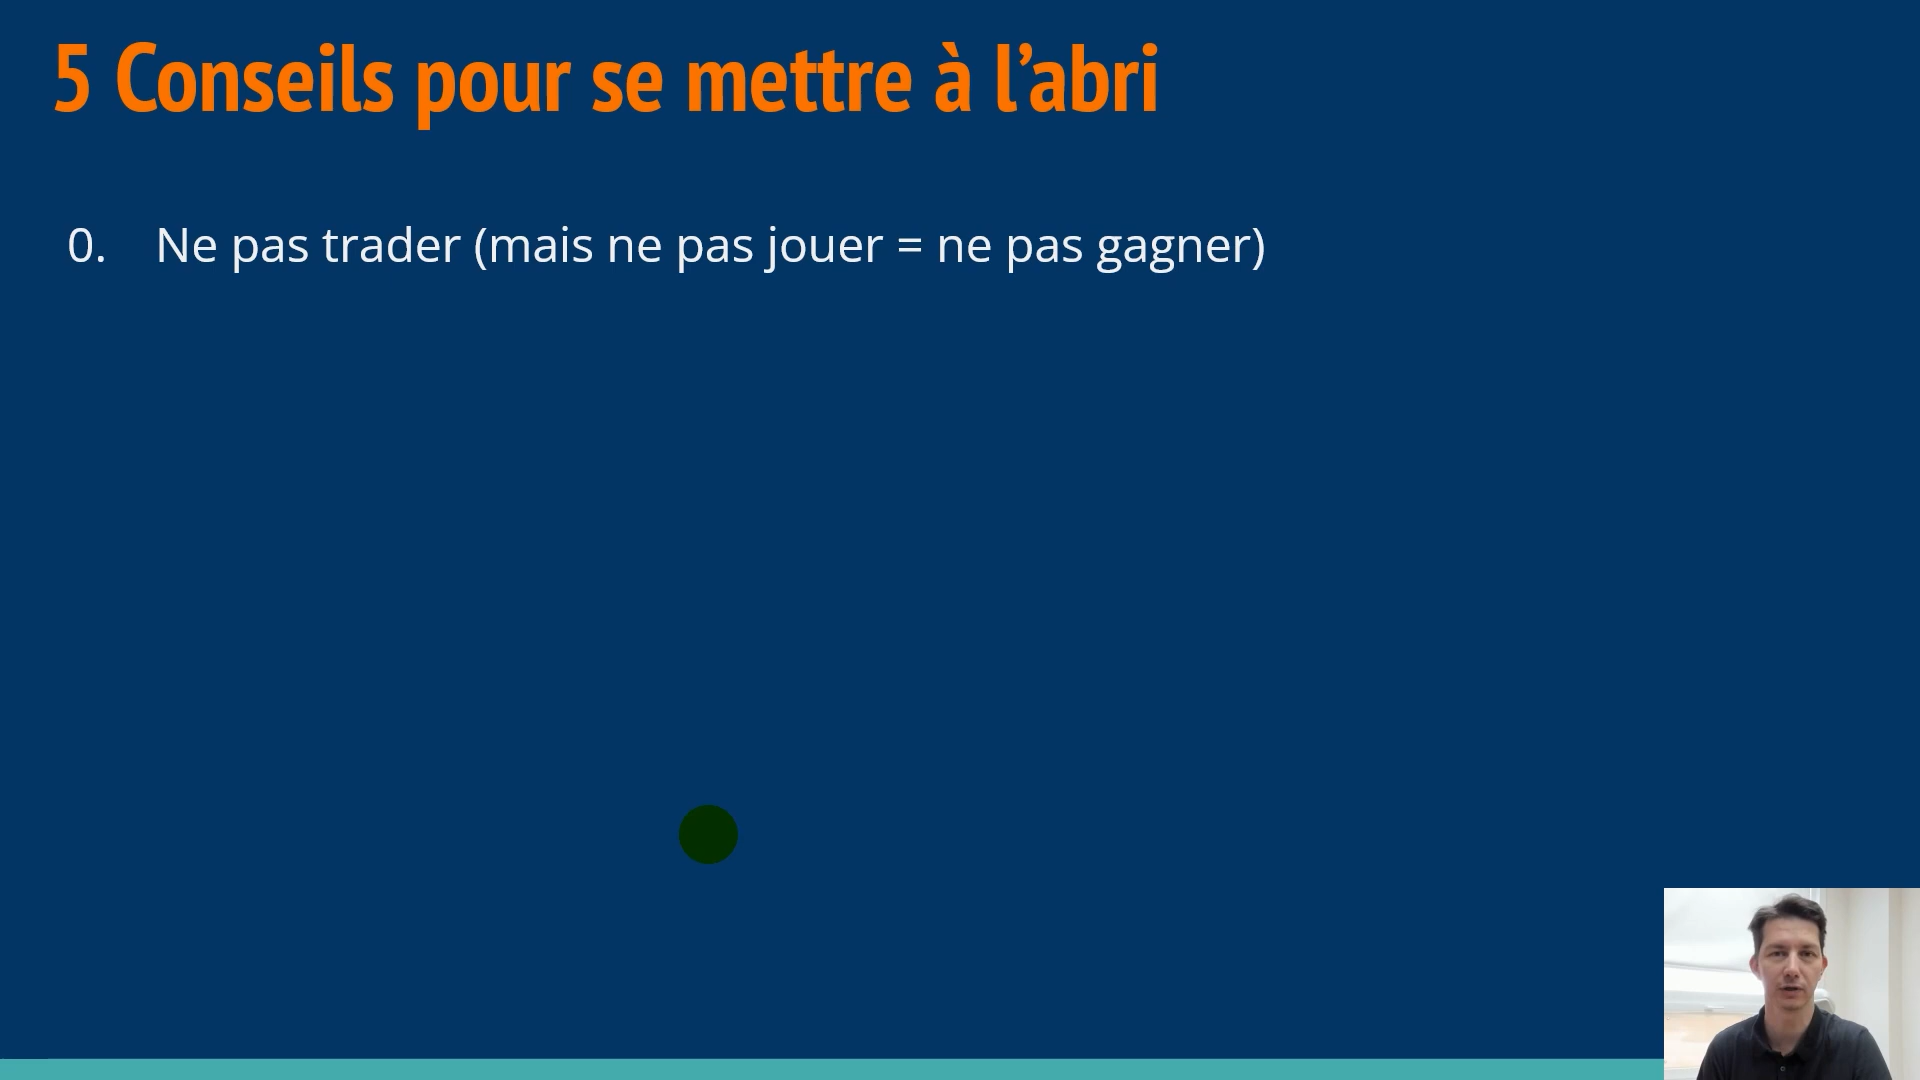 5 Conseils pour se mettre à l’abri
0. Ne pas trader (mais ne pas jouer = ne pas gagner)